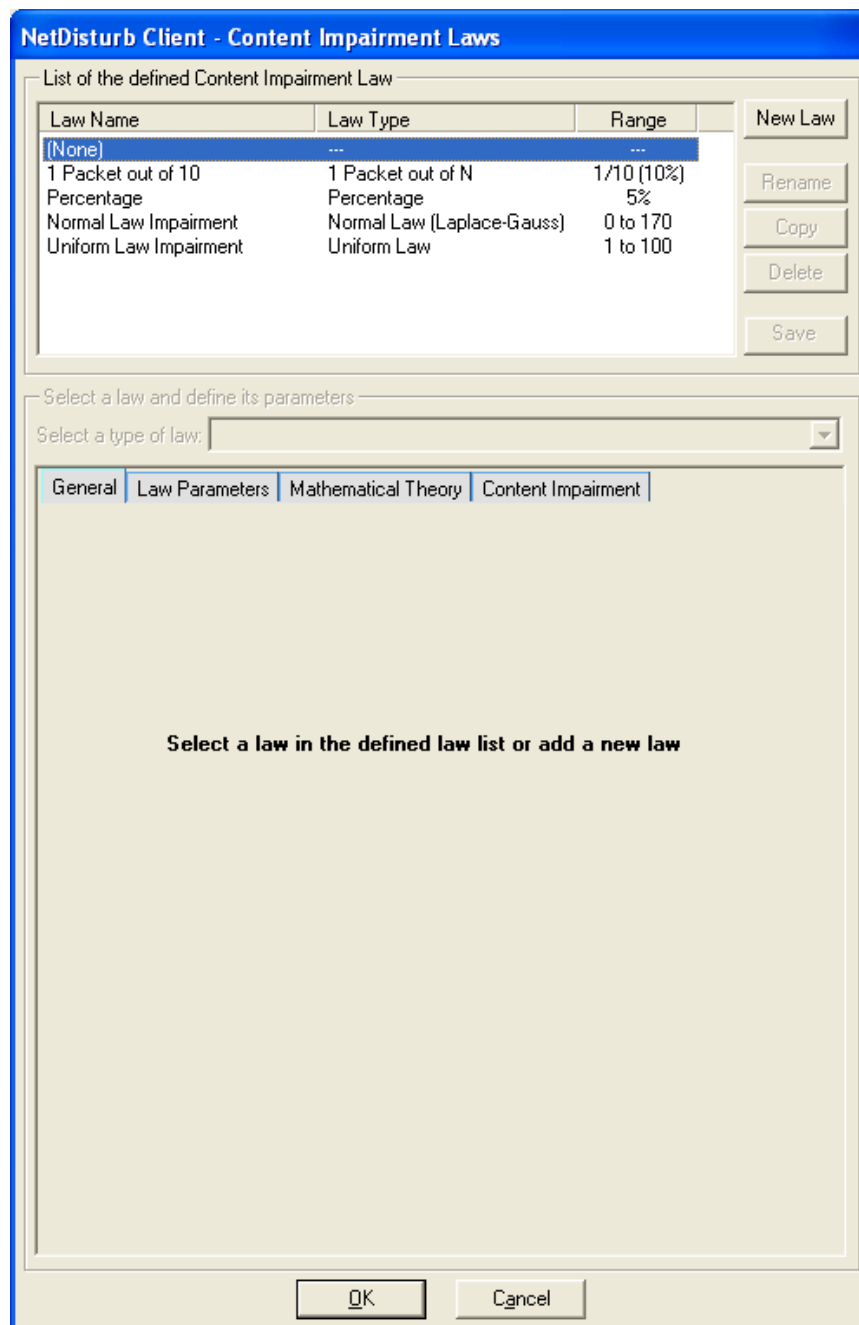 NetDisturb Client - Content Impairment Laws
List of the defined Content Impairment Law
Law Name Law Type Range
(None) --- ---
1 Packet out of 10 1 Packet out of N 1/10 (10%)
Percentage Percentage 5%
Normal Law Impairment Normal Law (Laplace-Gauss) 0 to 170
Uniform Law Impairment Uniform Law 1 to 100
New Law
Rename
Copy
Delete
Save
Select a law and define its parameters
Select a type of law:
General Law Parameters Mathematical Theory Content Impairment
Select a law in the defined law list or add a new law
OK Cancel